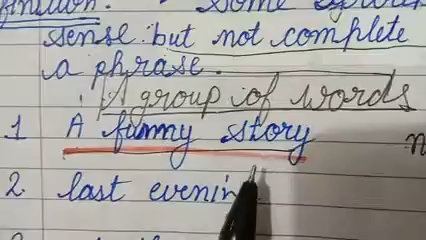 sense but not complete
a phrase.
A group of words
1 A funny story
2. last evenin